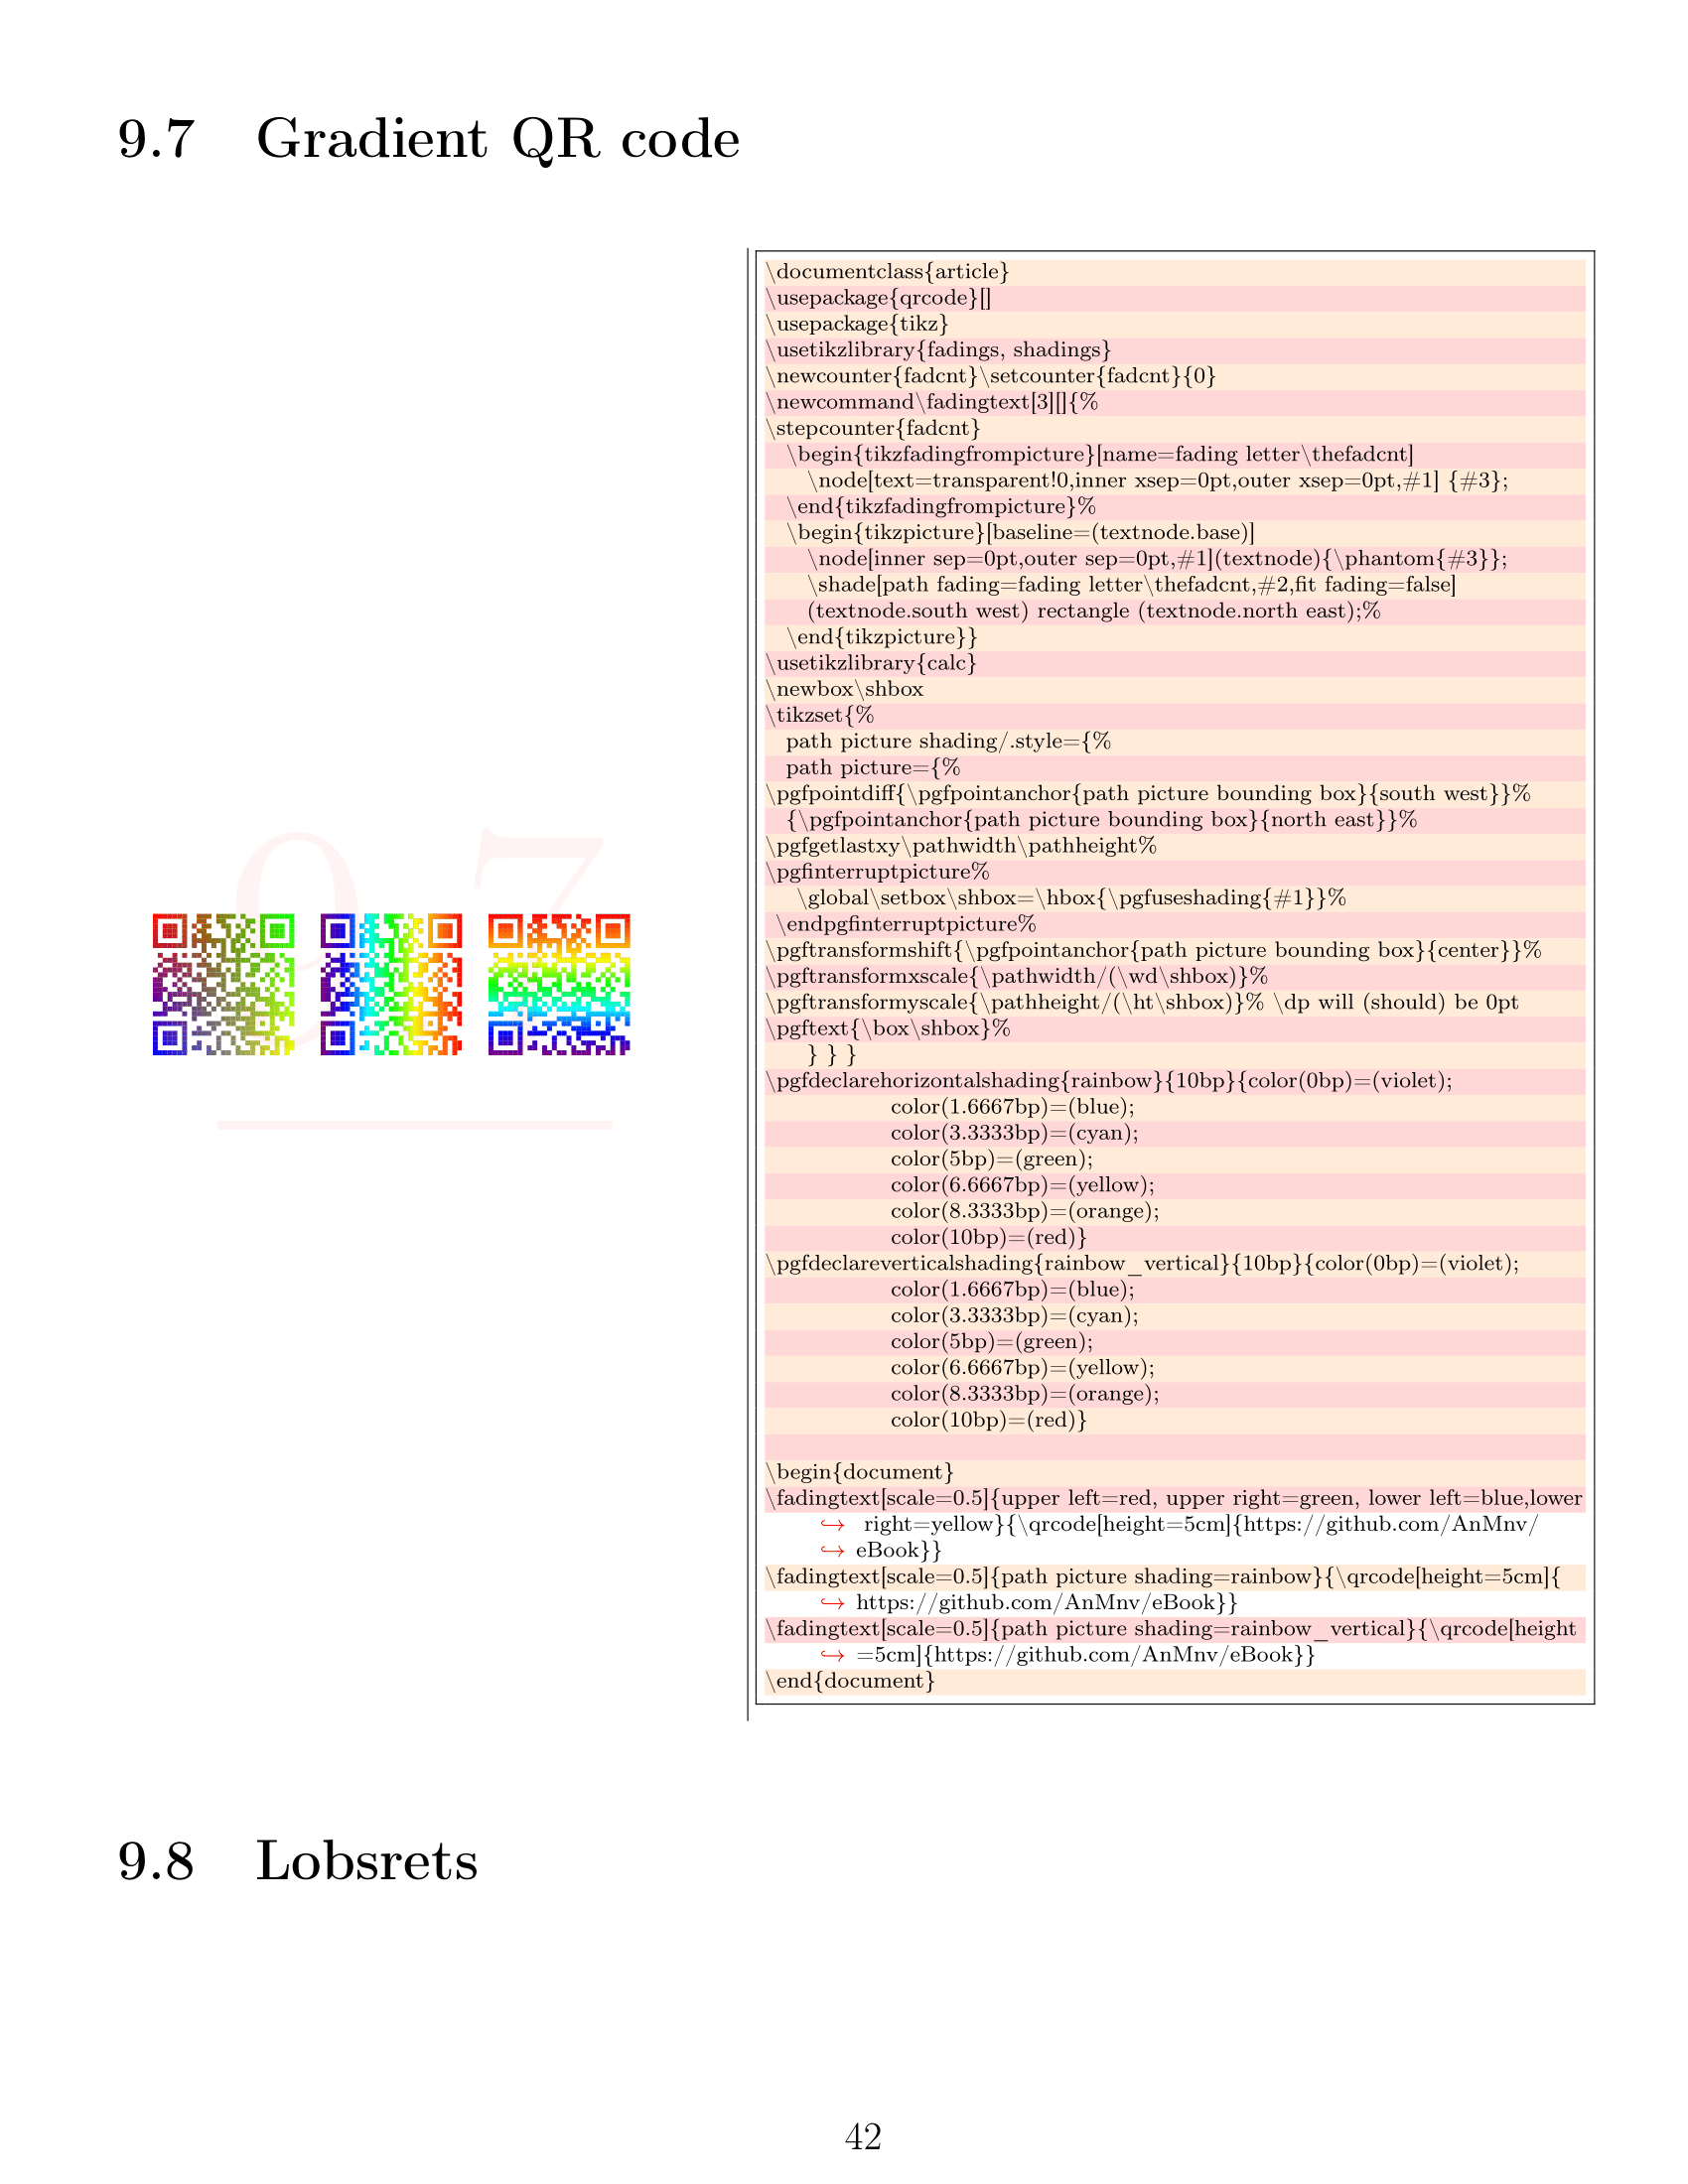 9.7 Gradient QR code
9.7
\documentclass{article}
\usepackage{qrcode}[]
\usepackage{tikz}
\usetikzlibrary{fadings, shadings}
\newcounter{fadcnt}\setcounter{fadcnt}{0}
\newcommand\fadingtext[3][]{%
\stepcounter{fadcnt}
\begin{tikzfadingfrompicture}[name=fading letter\thefadcnt]
\node[text=transparent!0,inner xsep=0pt,outer xsep=0pt,#1] {#3};
\end{tikzfadingfrompicture}%
\begin{tikzpicture}[baseline=(textnode.base)]
\node[inner sep=0pt,outer sep=0pt,#1](textnode){\phantom{#3}};
\shade[path fading=fading letter\thefadcnt,#2,fit fading=false]
(textnode.south west) rectangle (textnode.north east);%
\end{tikzpicture}}
\usetikzlibrary{calc}
\newbox\shbox
\tikzset{%
path picture shading/.style={%
path picture={%
\pgfpointdiff{\pgfpointanchor{path picture bounding box}{south west}}%
{\pgfpointanchor{path picture bounding box}{north east}}%
\pgfgetlastxy\pathwidth\pathheight%
\pgfinterruptpicture%
\global\setbox\shbox=\hbox{\pgfuseshading{#1}}%
\endpgfinterruptpicture%
\pgftransformshift{\pgfpointanchor{path picture bounding box}{center}}%
\pgftransformxscale{\pathwidth/(\wd\shbox)}%
\pgftransformyscale{\pathheight/(\ht\shbox)}% \dp will (should) be 0pt
\pgftext{\box\shbox}%
} } }
\pgfdeclarehorizontalshading{rainbow}{10bp}{color(0bp)=(violet);
color(1.6667bp)=(blue);
color(3.3333bp)=(cyan);
color(5bp)=(green);
color(6.6667bp)=(yellow);
color(8.3333bp)=(orange);
color(10bp)=(red)}
\pgfdeclareverticalshading{rainbow_vertical}{10bp}{color(0bp)=(violet);
color(1.6667bp)=(blue);
color(3.3333bp)=(cyan);
color(5bp)=(green);
color(6.6667bp)=(yellow);
color(8.3333bp)=(orange);
color(10bp)=(red)}
\begin{document}
\fadingtext[scale=0.5]{upper left=red, upper right=green, lower left=blue,lower
↪ right=yellow}{\qrcode[height=5cm]{https://github.com/AnMnv/
↪ eBook}}
\fadingtext[scale=0.5]{path picture shading=rainbow}{\qrcode[height=5cm]{
↪ https://github.com/AnMnv/eBook}}
\fadingtext[scale=0.5]{path picture shading=rainbow_vertical}{\qrcode[height
↪ =5cm]{https://github.com/AnMnv/eBook}}
\end{document}
9.8 Lobsrets
42